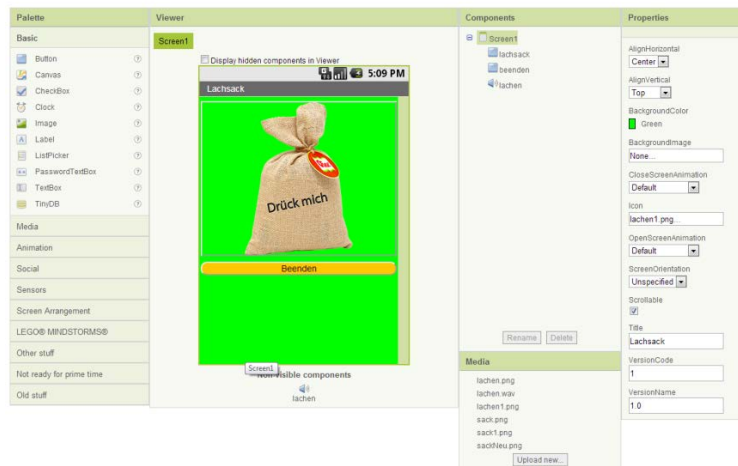 Palette
Basic
Button
Canvas
CheckBox
Clock
Image
Label
ListPicker
PasswordTextBox
TextBox
TinyDB
Media
Animation
Social
Sensors
Screen Arrangement
LEGO® MINDSTORMS®
Other stuff
Not ready for prime time
Old stuff
Viewer
Screen1
Display hidden components in Viewer
5:09 PM
Lachsack
Drück mich
Beenden
Screen1
Non-visible components
lachen
Components
Screen1
lachsack
beenden
lachen
Rename Delete
Media
lachen.png
lachen.wav
lachen1.png
sack.png
sack1.png
sackNeu.png
Upload new...
Properties
AlignHorizontal
Center
AlignVertical
Top
BackgroundColor
Green
BackgroundImage
None...
CloseScreenAnimation
Default
Icon
lachen1.png...
OpenScreenAnimation
Default
ScreenOrientation
Unspecified
Scrollable
Title
Lachsack
VersionCode
1
VersionName
1.0